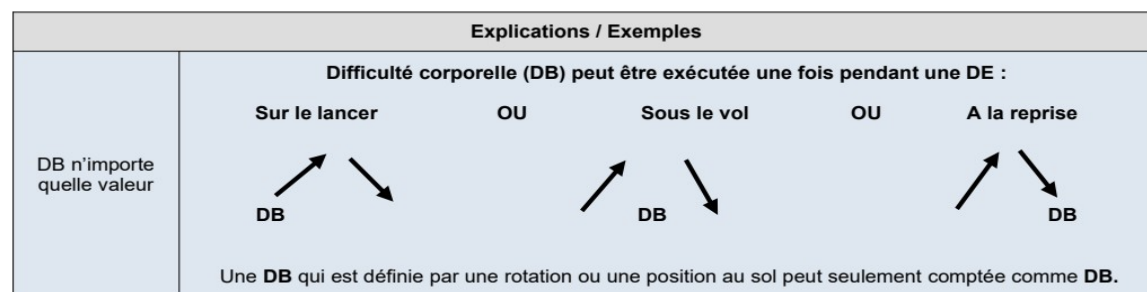 Explications / Exemples
DB n’importe
quelle valeur
Difficulté corporelle (DB) peut être exécutée une fois pendant une DE :
Sur le lancer OU Sous le vol OU A la reprise
DB DB DB
Une DB qui est définie par une rotation ou une position au sol peut seulement comptée comme DB.